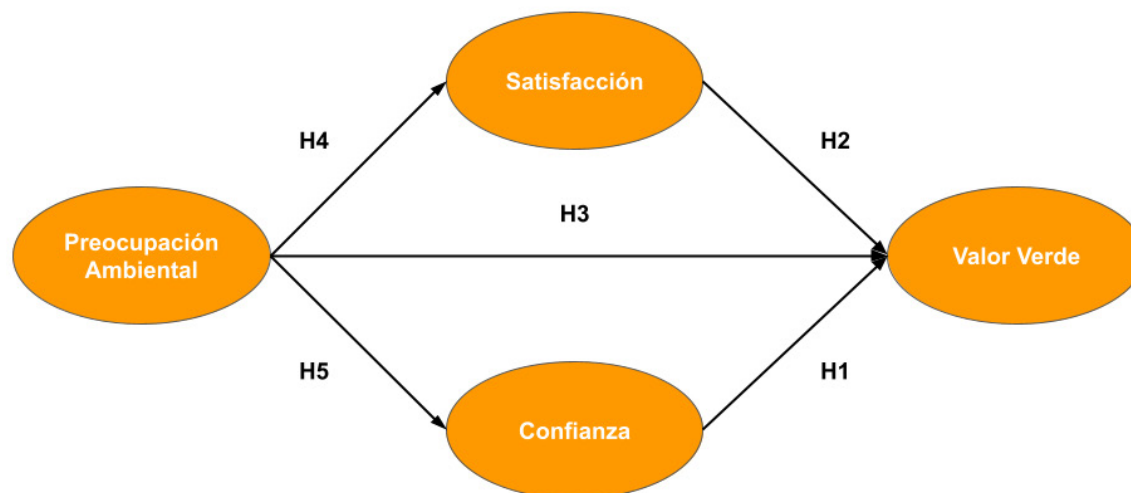 Satisfacción
H4
H2
H3
Preocupación
Ambiental
Valor Verde
H5
H1
Confianza